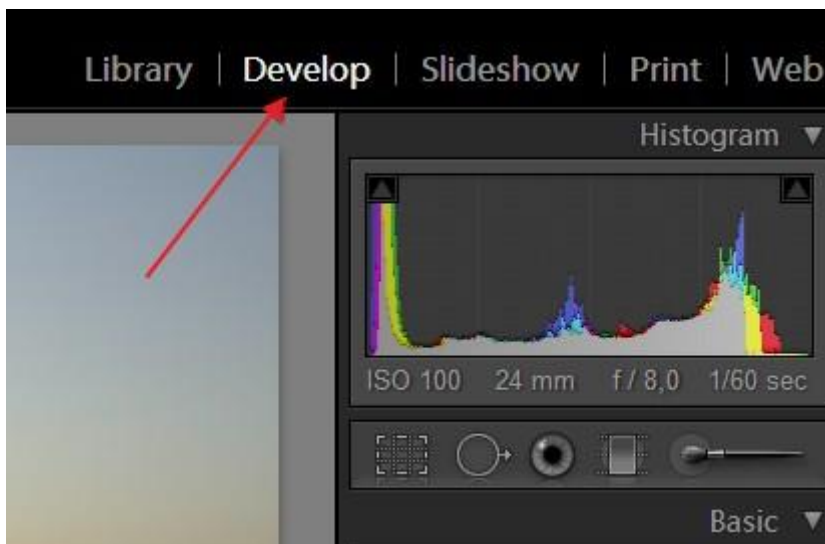 Library | Develop | Slideshow | Print | Web
Histogram
ISO 100 24 mm f / 8,0 1/60 sec
Basic